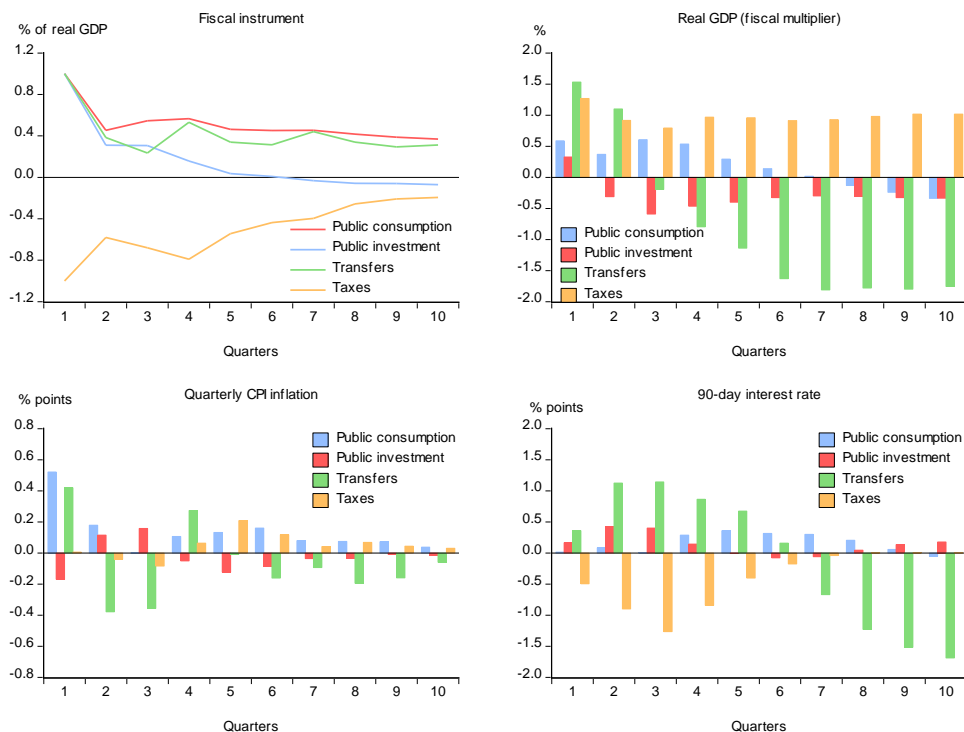 Fiscal instrument
% of real GDP
1.2
0.8
0.4
0.0
-0.4
-0.8
-1.2
Public consumption
Public investment
Transfers
Taxes
1 2 3 4 5 6 7 8 9 10
Quarters
Real GDP (fiscal multiplier)
%
2.0
1.5
1.0
0.5
0.0
-0.5
-1.0
-1.5
-2.0
Public consumption
Public investment
Transfers
Taxes
1 2 3 4 5 6 7 8 9 10
Quarters
Quarterly CPI inflation
% points
0.8
0.6
0.4
0.2
0.0
-0.2
-0.4
-0.6
-0.8
Public consumption
Public investment
Transfers
Taxes
1 2 3 4 5 6 7 8 9 10
Quarters
90-day interest rate
% points
2.0
1.5
1.0
0.5
0.0
-0.5
-1.0
-1.5
-2.0
Public consumption
Public investment
Transfers
Taxes
1 2 3 4 5 6 7 8 9 10
Quarters